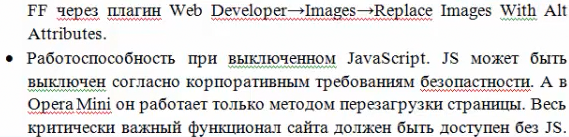 FF через плагин Web Developer→Images→Replace Images With Alt
Attributes.
• Работоспособность при выключенном JavaScript. JS может быть
выключен согласно корпоративным требованиям безопастности. А в
Opera Mini он работает только методом перезагрузки страницы. Весь
критически важный функционал сайта должен быть доступен без JS.